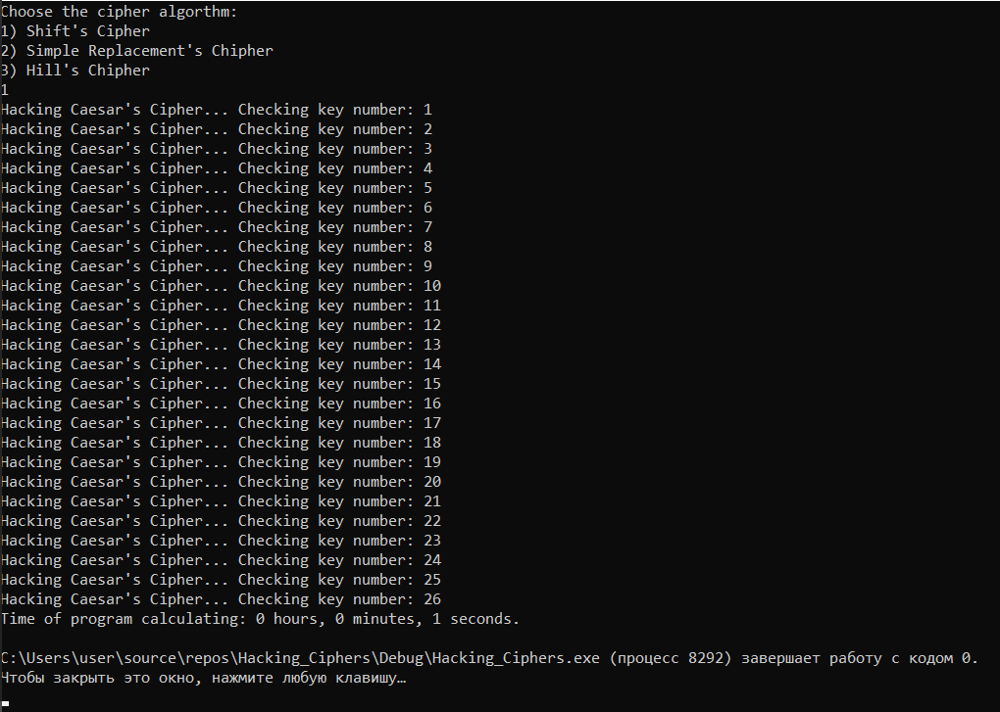 Choose the cipher algorthm:
1) Shift's Cipher
2) Simple Replacement's Chipher
3) Hill's Chipher
1
Hacking Caesar's Cipher... Checking key number: 1
Hacking Caesar's Cipher... Checking key number: 2
Hacking Caesar's Cipher... Checking key number: 3
Hacking Caesar's Cipher... Checking key number: 4
Hacking Caesar's Cipher... Checking key number: 5
Hacking Caesar's Cipher... Checking key number: 6
Hacking Caesar's Cipher... Checking key number: 7
Hacking Caesar's Cipher... Checking key number: 8
Hacking Caesar's Cipher... Checking key number: 9
Hacking Caesar's Cipher... Checking key number: 10
Hacking Caesar's Cipher... Checking key number: 11
Hacking Caesar's Cipher... Checking key number: 12
Hacking Caesar's Cipher... Checking key number: 13
Hacking Caesar's Cipher... Checking key number: 14
Hacking Caesar's Cipher... Checking key number: 15
Hacking Caesar's Cipher... Checking key number: 16
Hacking Caesar's Cipher... Checking key number: 17
Hacking Caesar's Cipher... Checking key number: 18
Hacking Caesar's Cipher... Checking key number: 19
Hacking Caesar's Cipher... Checking key number: 20
Hacking Caesar's Cipher... Checking key number: 21
Hacking Caesar's Cipher... Checking key number: 22
Hacking Caesar's Cipher... Checking key number: 23
Hacking Caesar's Cipher... Checking key number: 24
Hacking Caesar's Cipher... Checking key number: 25
Hacking Caesar's Cipher... Checking key number: 26
Time of program calculating: 0 hours, 0 minutes, 1 seconds.
C:\Users\user\source\repos\Hacking_Ciphers\Debug\Hacking_Ciphers.exe (процесс 8292) завершает работу с кодом 0.
Чтобы закрыть это окно, нажмите любую клавишу…